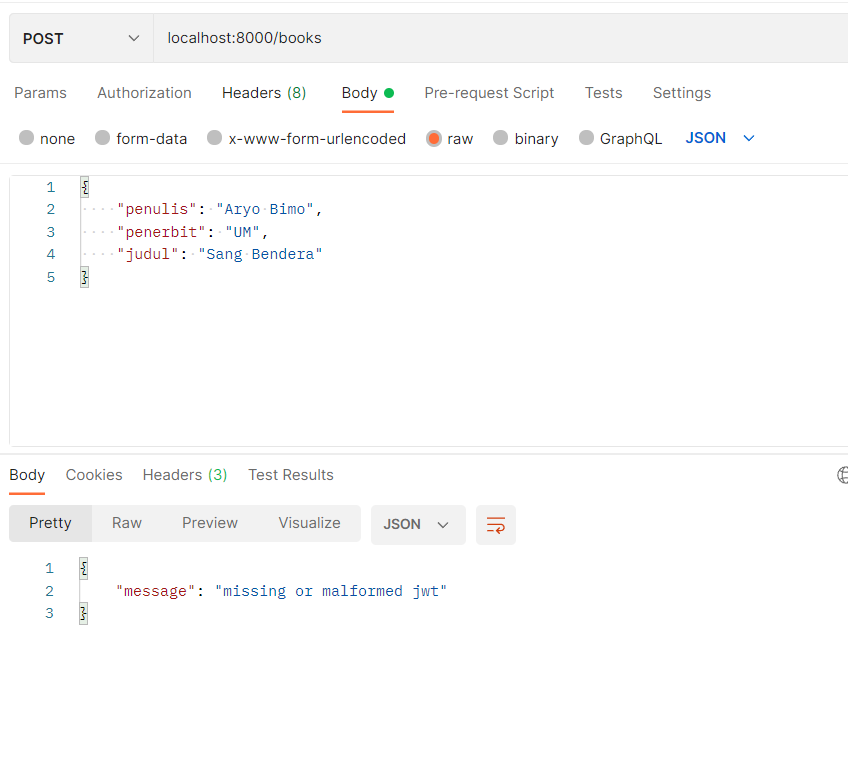 POST localhost:8000/books
Params Authorization Headers (8) Body Pre-request Script Tests Settings
none form-data x-www-form-urlencoded raw binary GraphQL JSON
1 {
2 "penulis": "Aryo Bimo",
3 "penerbit": "UM",
4 "judul": "Sang Bendera"
5 }
Body Cookies Headers (3) Test Results
Pretty Raw Preview Visualize JSON
1 {
2 "message": "missing or malformed jwt"
3 }